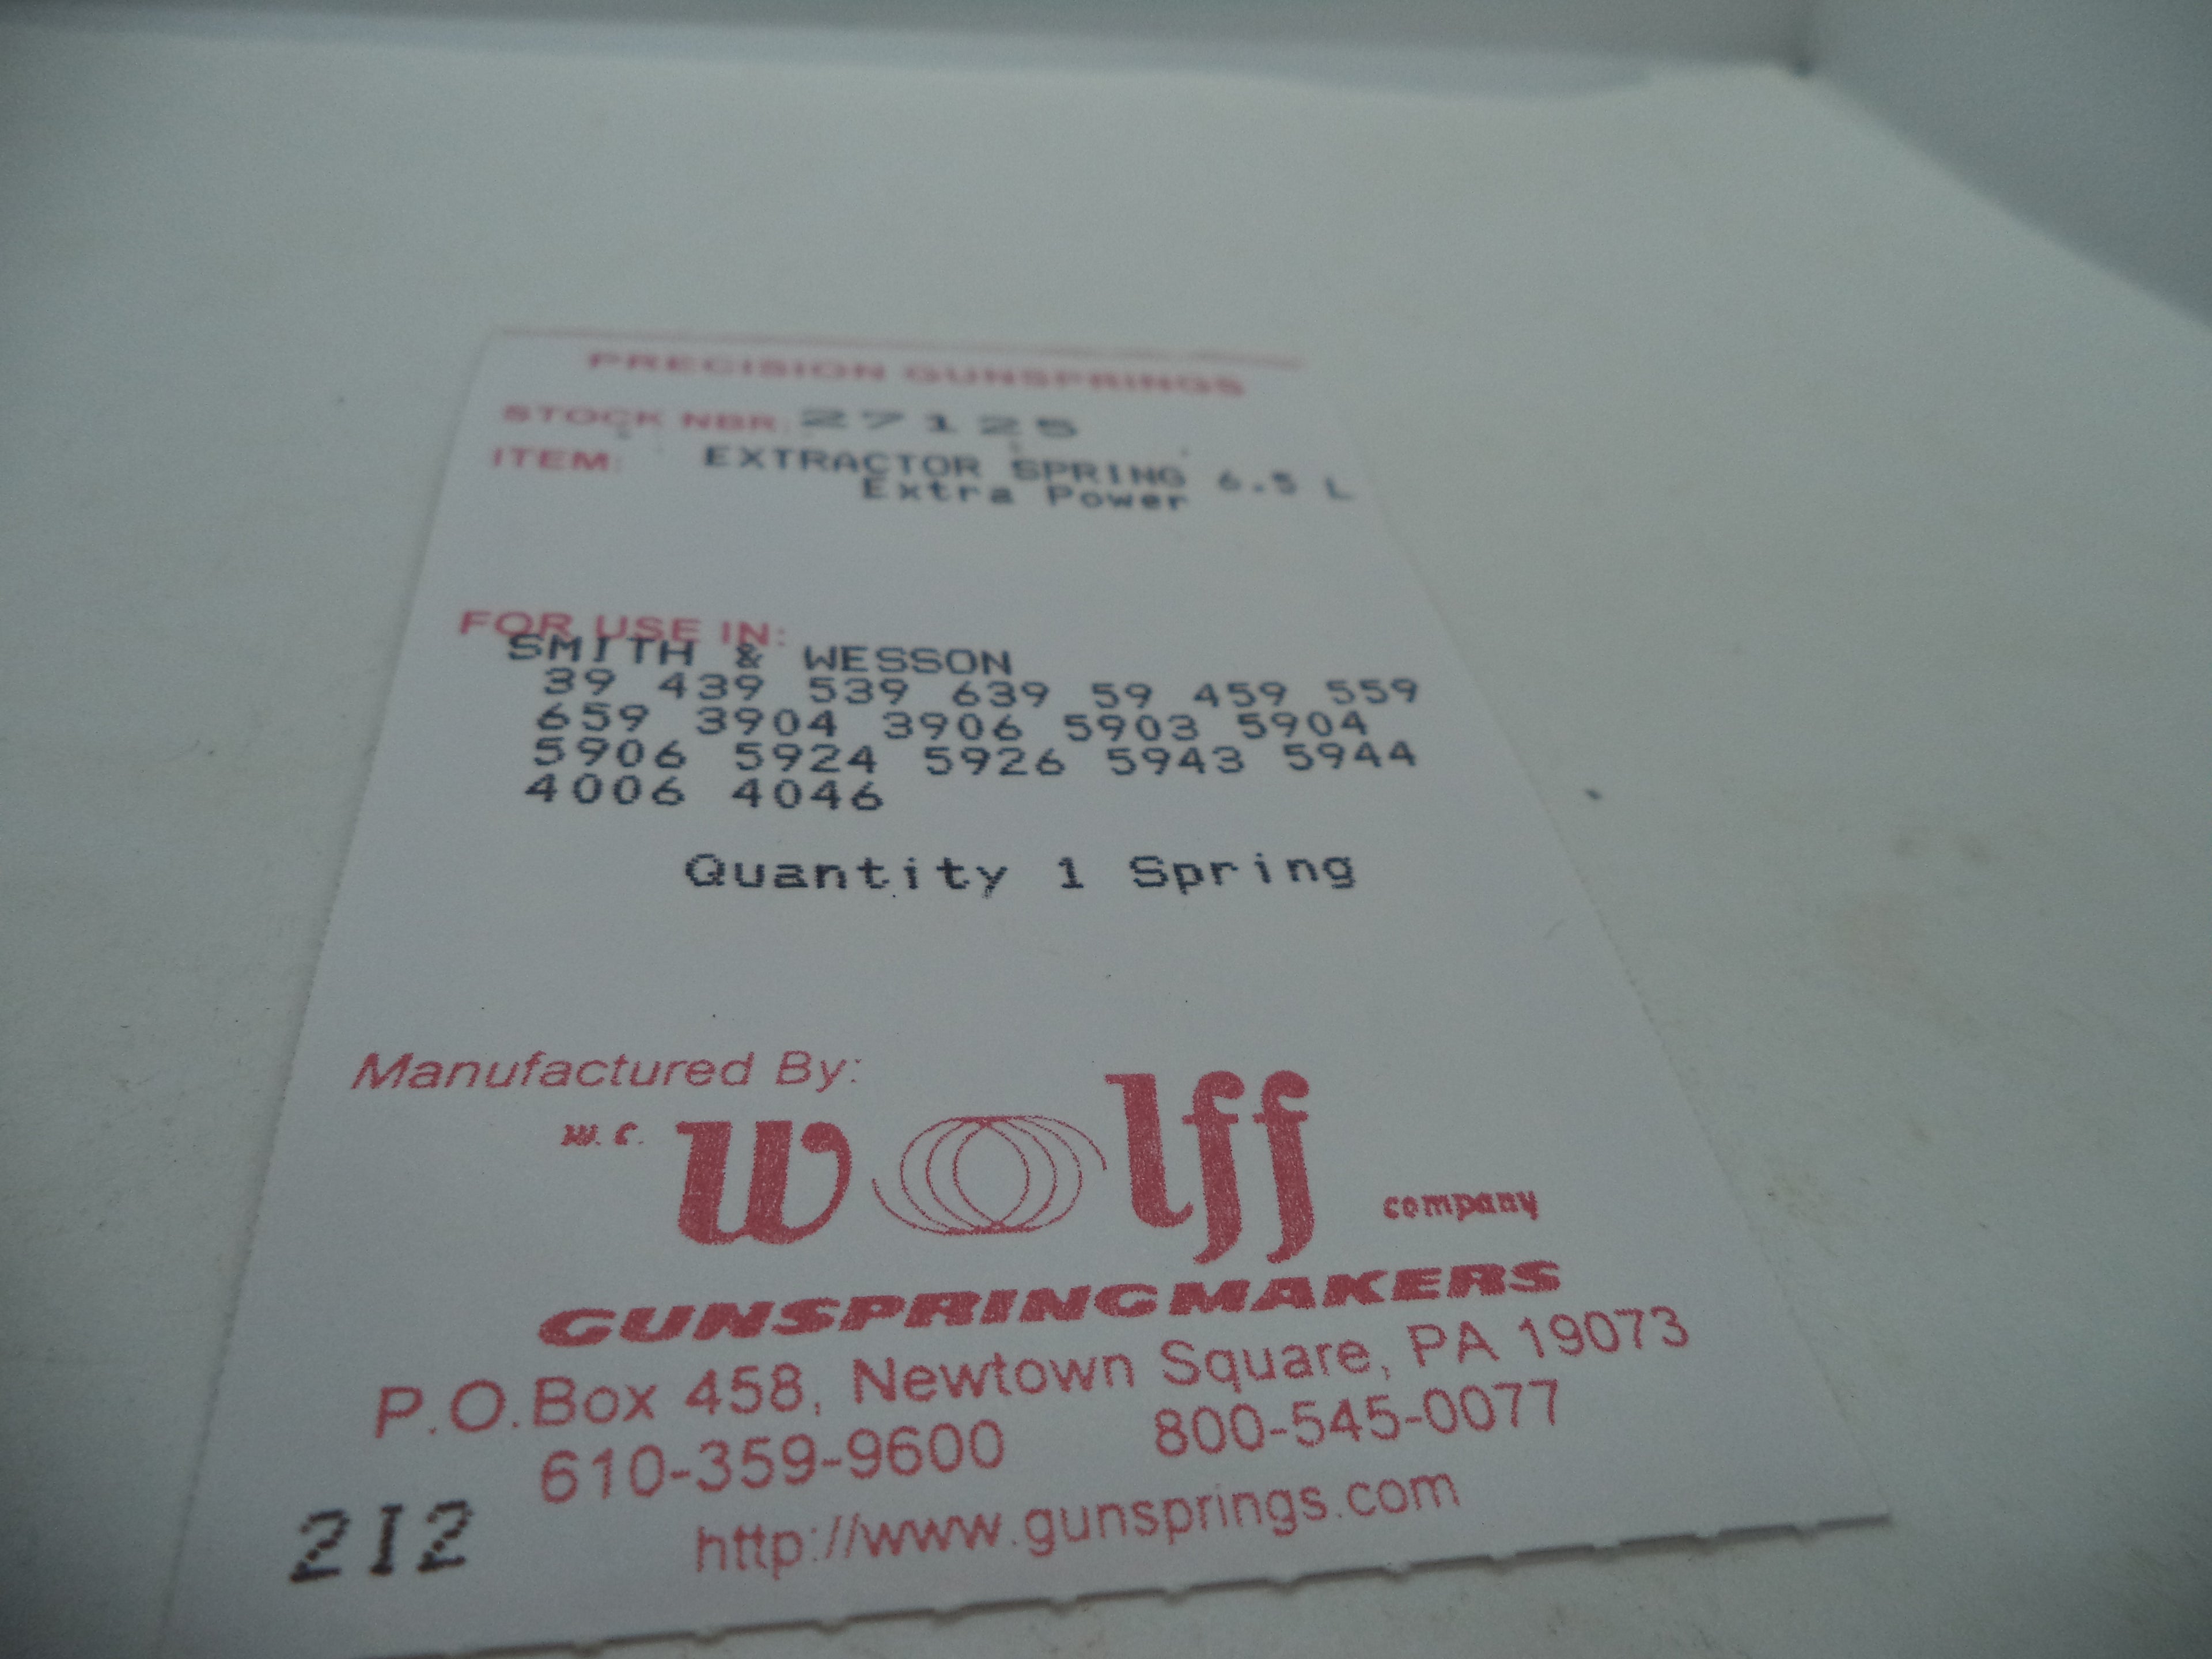 PRECISION GUNSPRINGS
STOCK NBR: 27125
ITEM: EXTRACTOR SPRING 6.5 L
Extra Power
FOR USE IN:
SMITH & WESSON
39 439 539 639 59 459 559
659 3904 3906 5903 5904
5906 5924 5926 5943 5944
4006 4046
Quantity 1 Spring
Manufactured By:
w.c. wolff company
GUNSPRINGMAKERS
P.O.Box 458, Newtown Square, PA 19073
610-359-9600 800-545-0077
http://www.gunsprings.com
2I2